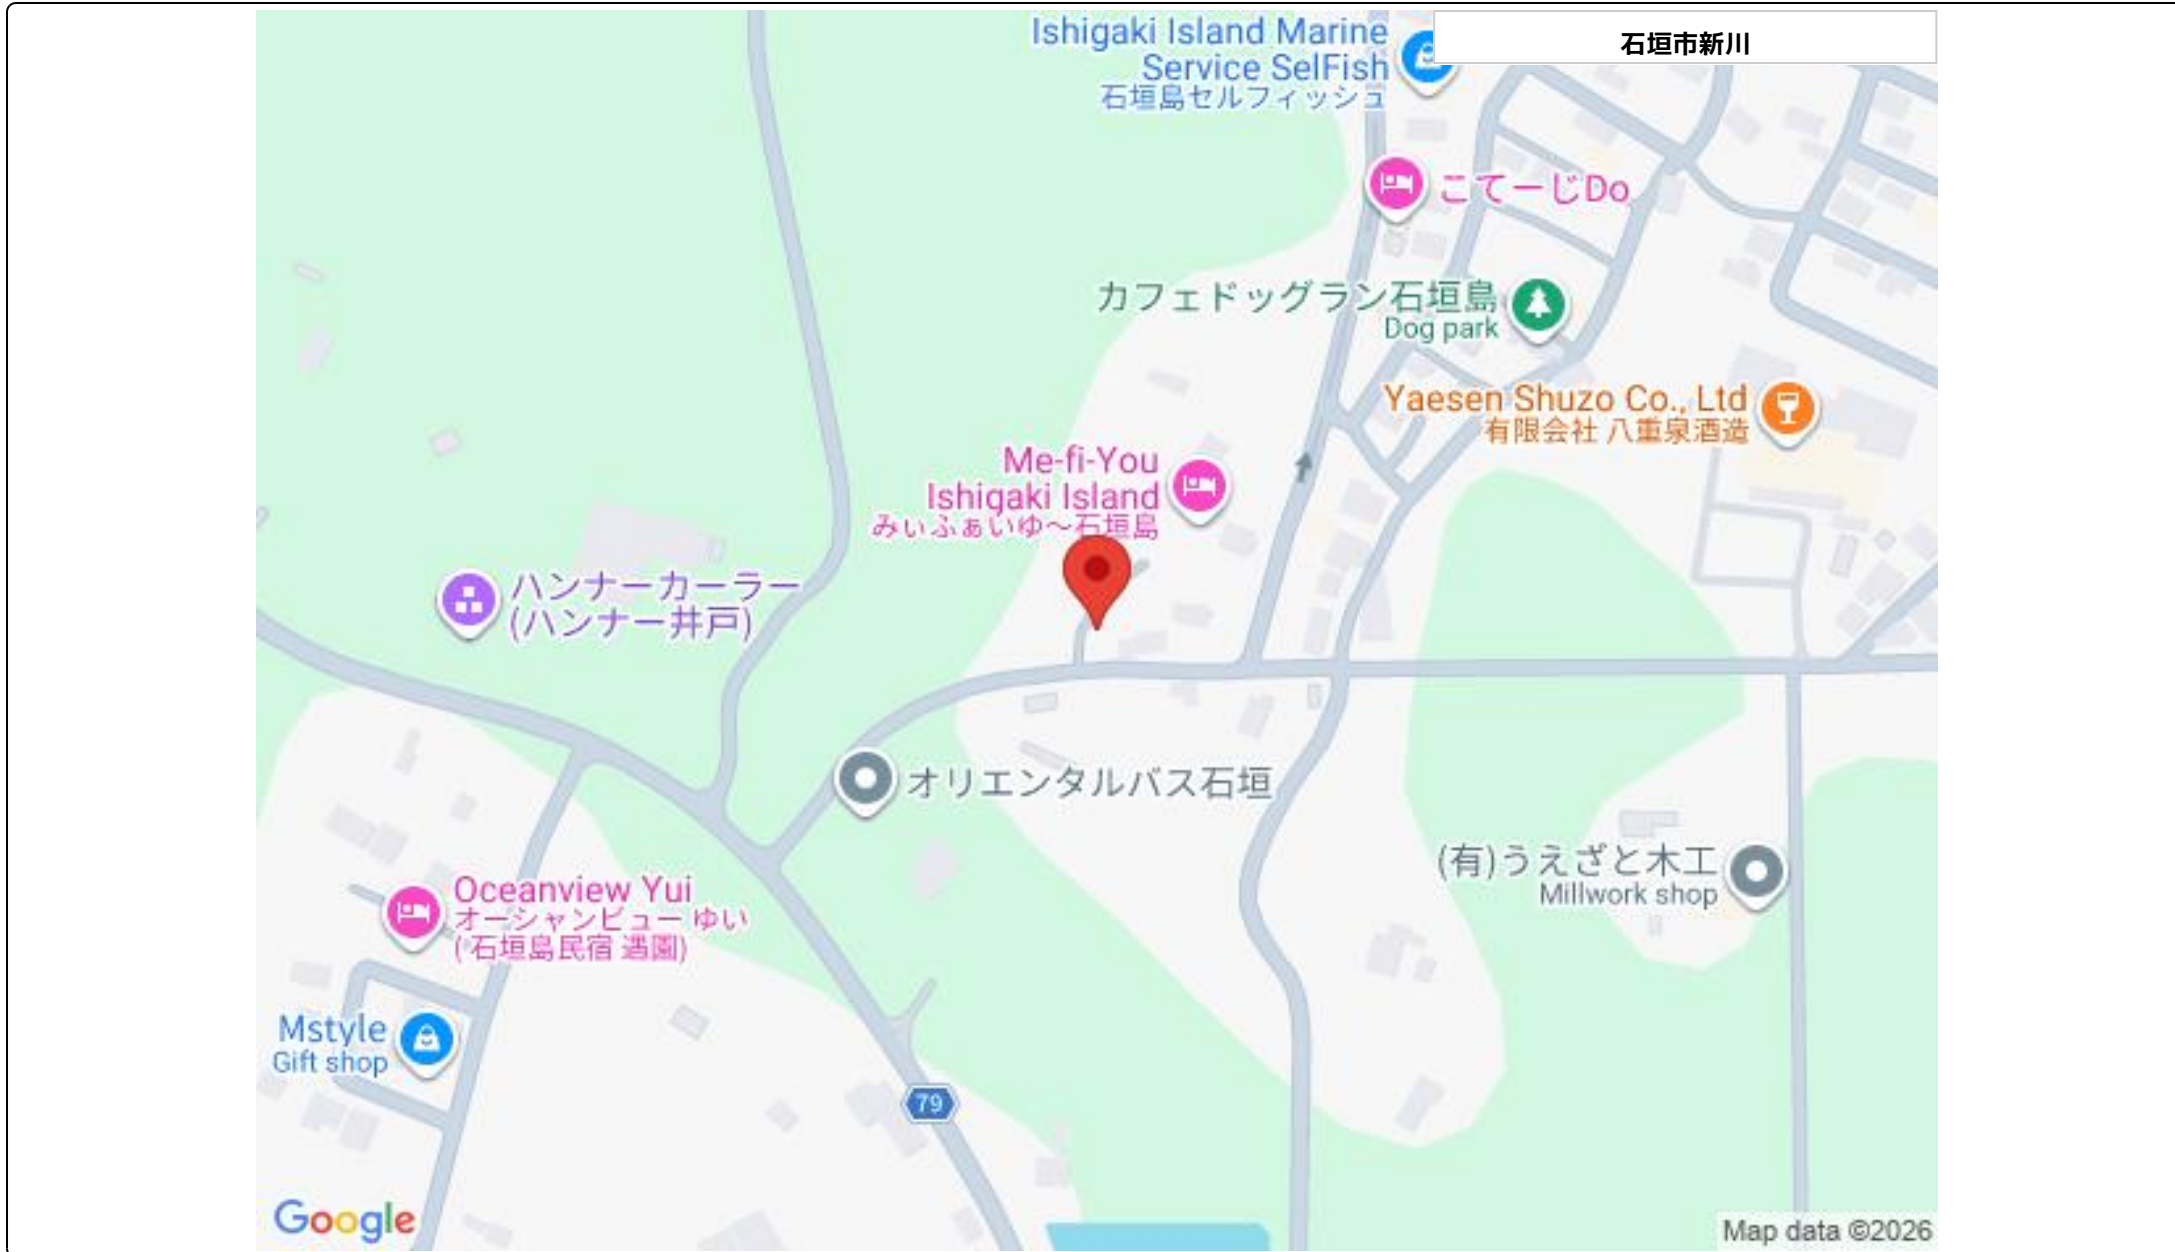 Ishigaki Island Marine
Service SelFish
石垣島セルフィッシュ
石垣市新川
こてーじDo
カフェドッグラン石垣島
Dog park
Yaesen Shuzo Co., Ltd
有限会社 八重泉酒造
Me-fi-You
Ishigaki Island
みぃふぁいゆ～石垣島
ハンナーカーラー
(ハンナー井戸)
オリエンタルバス石垣
(有)うえざと木工
Millwork shop
Oceanview Yui
オーシャンビュー ゆい
( 石垣島民宿 遇園)
Mstyle
Gift shop
79
Google
Map data ©2026